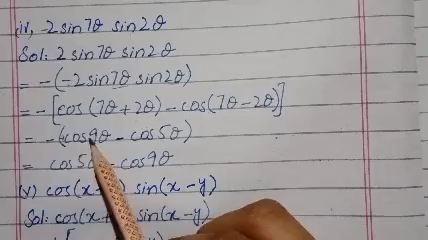 iv, -2 sin7θ sin2θ
Sol: 2 sin7θ sin2θ
= -(-2 sin7θ sin2θ)
= -[cos(7θ+2θ) - cos(7θ-2θ)]
= -(cos9θ - cos5θ)
= cos5θ - cos9θ
(v) cos(x ) sin(x-y)
Sol: cos(x+ ) sin(x-y)